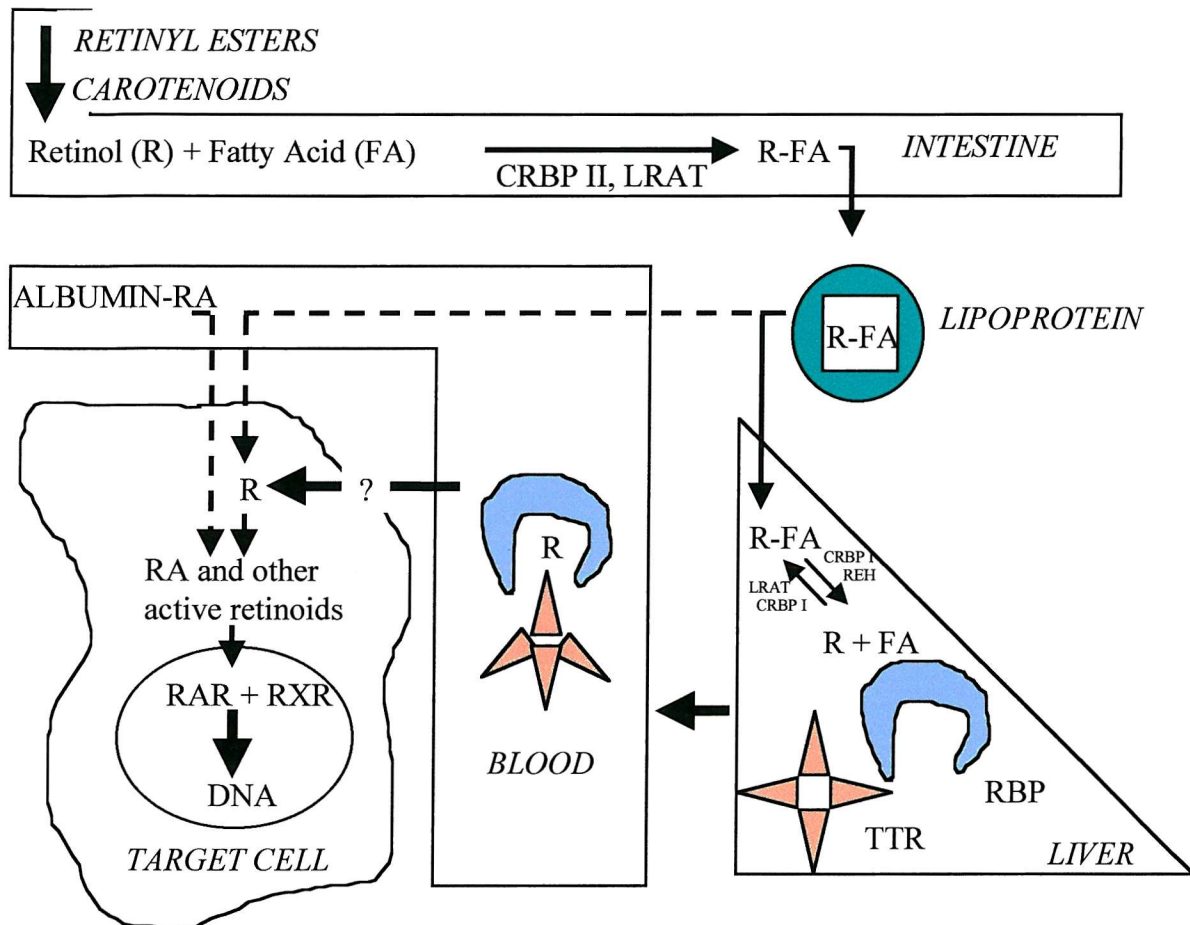 RETINYL ESTERS
CAROTENOIDS
Retinol (R) + Fatty Acid (FA)
CRBP II, LRAT
R-FA
INTESTINE
ALBUMIN-RA
R-FA
LIPOPROTEIN
R
?
RA and other
active retinoids
RAR + RXR
DNA
TARGET CELL
R
BLOOD
R-FA
CRBP I
REH
LRAT
CRBP I
R + FA
RBP
TTR
LIVER